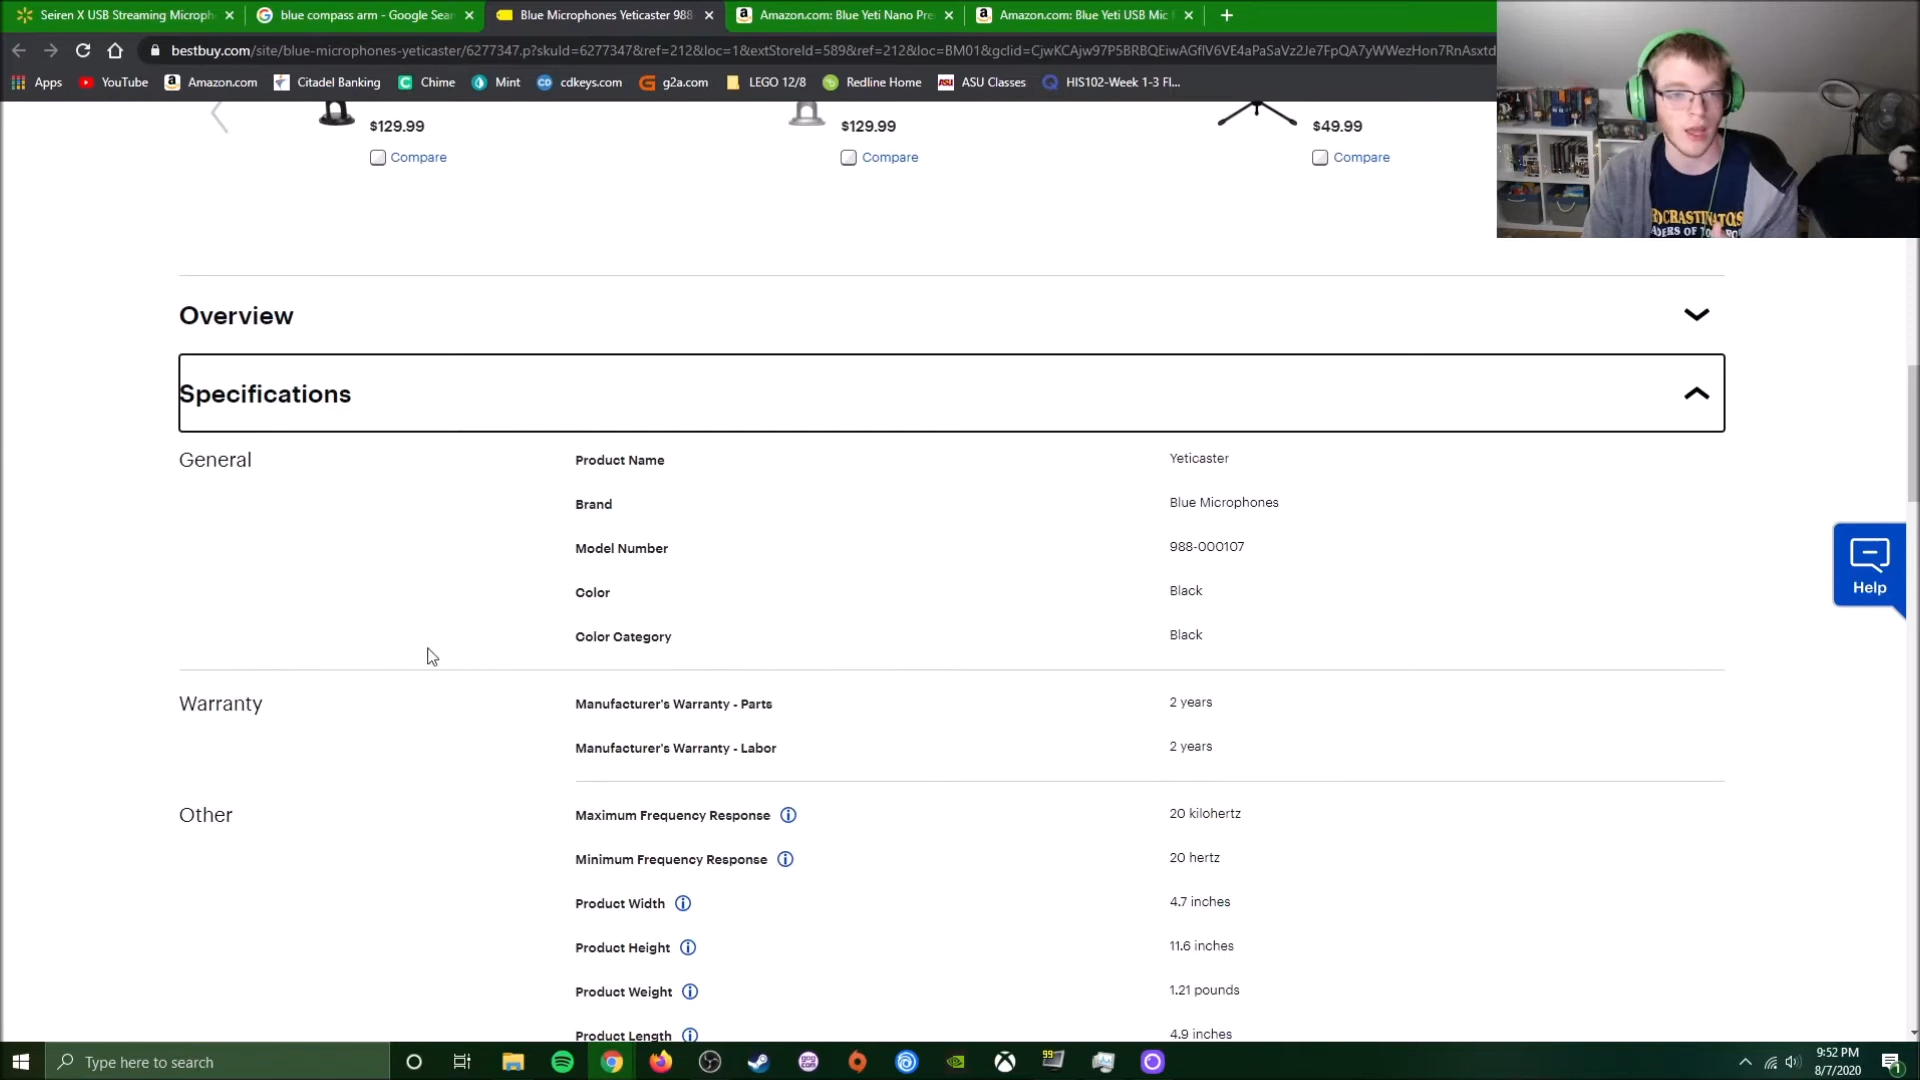 Seiren X USB Streaming Microph
blue compass arm - Google Sear
Blue Microphones Yeticaster 988
Amazon.com: Blue Yeti Nano Pre
Amazon.com: Blue Yeti USB Mic
bestbuy.com/site/blue-microphones-yeticaster/6277347.p?skuId=6277347&ref=212&loc=1&extStoreId=589&ref=212&loc=BM01&gclid=CjwKCAjw97P5BRBQEiwAGflV6VE4aPaSaVz2Je7FpQA7yWWezHon7RnAsxtd
Apps YouTube Amazon.com Citadel Banking Chime Mint cdkeys.com g2a.com LEGO 12/8 Redline Home ASU Classes HIS102-Week 1-3 Fl...
$129.99 $129.99 $49.99
Compare Compare Compare
Overview
Specifications
General
Product Name Yeticaster
Brand Blue Microphones
Model Number 988-000107
Color Black
Color Category Black
Help
Warranty
Manufacturer's Warranty - Parts 2 years
Manufacturer's Warranty - Labor 2 years
Other
Maximum Frequency Response 20 kilohertz
Minimum Frequency Response 20 hertz
Product Width 4.7 inches
Product Height 11.6 inches
Product Weight 1.21 pounds
Product Length 4.9 inches
Type here to search
99
9:52 PM
8/7/2020
1